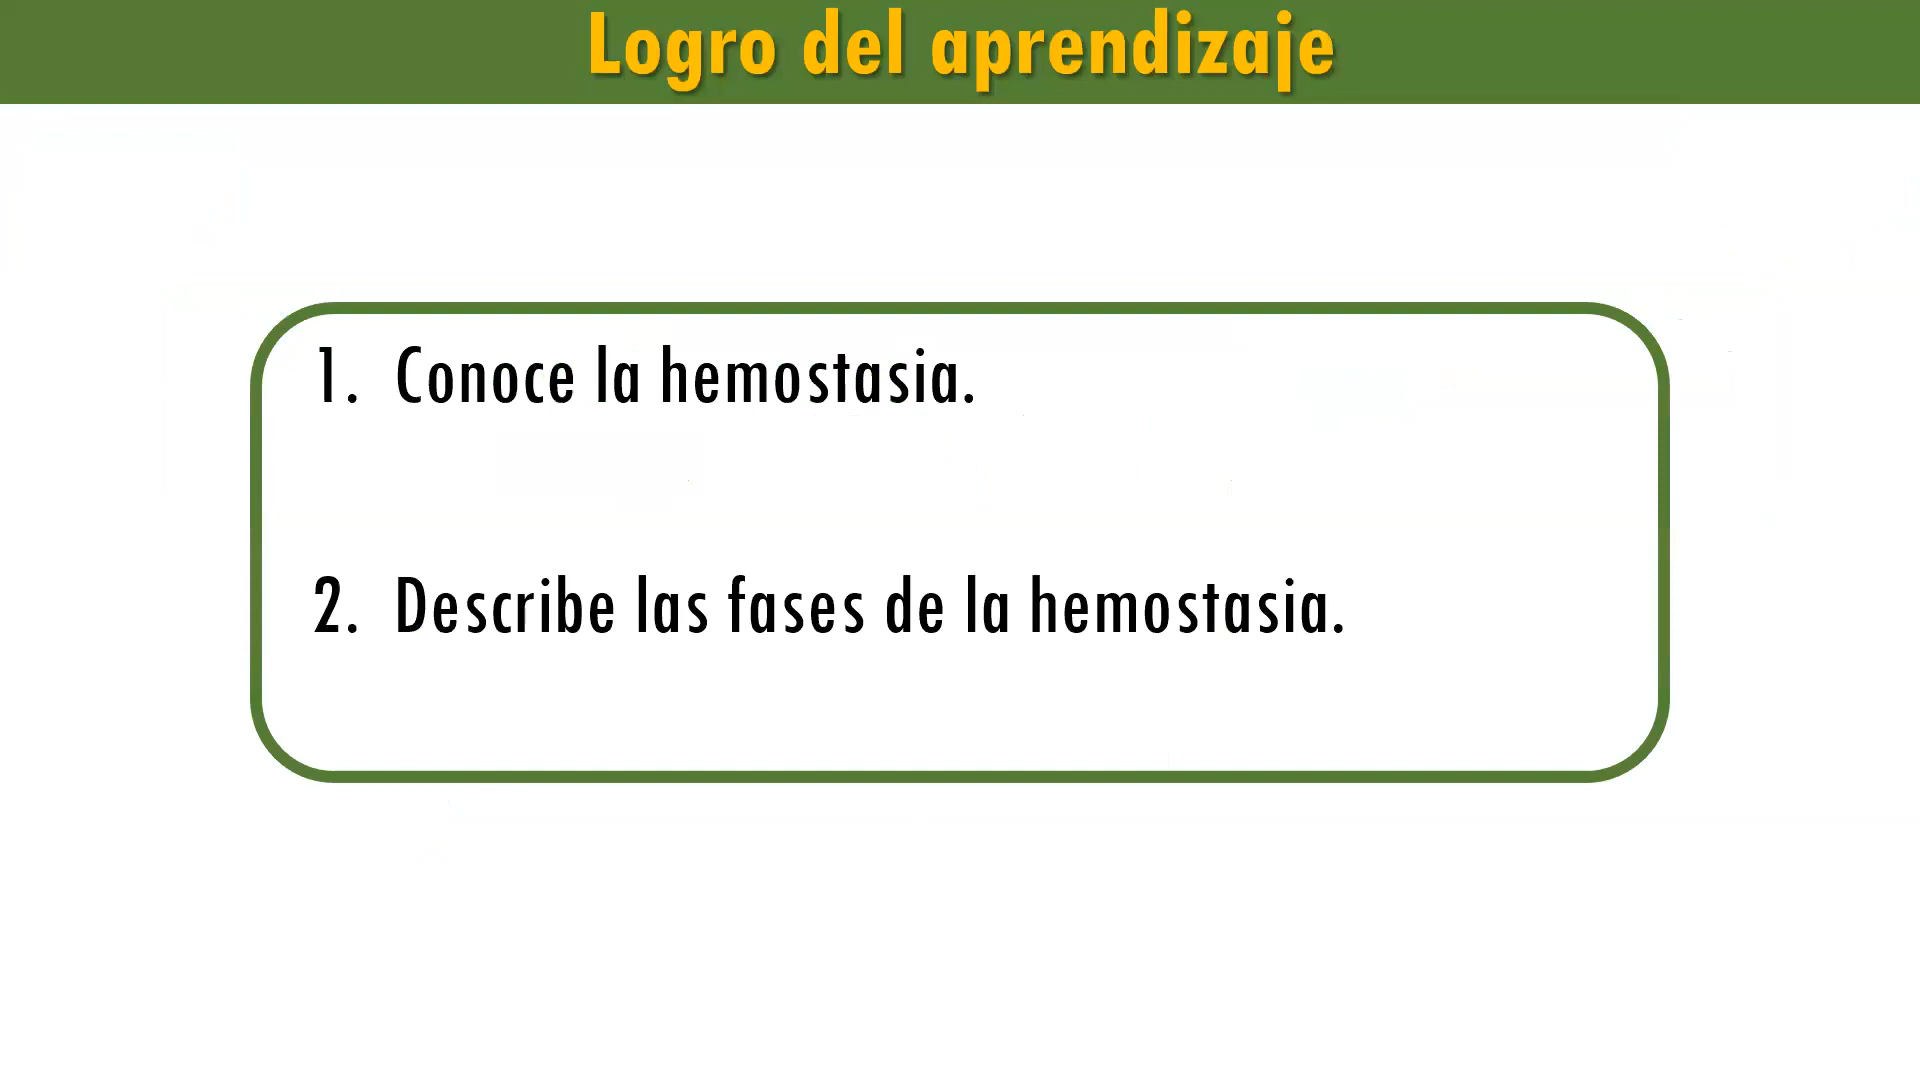 Logro del aprendizaje
1. Conoce la hemostasia.
2. Describe las fases de la hemostasia.